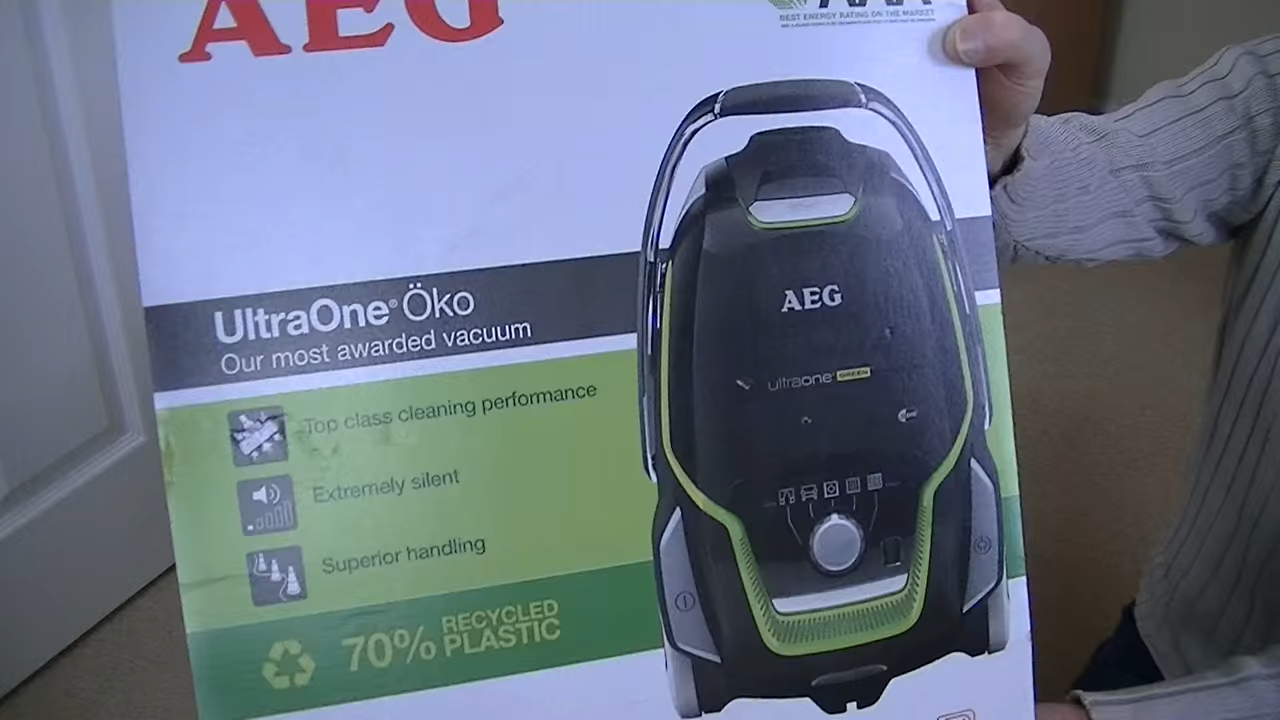 AEG
AAA
BEST ENERGY RATING ON THE MARKET
UltraOne® Öko
Our most awarded vacuum
Top class cleaning performance
Extremely silent
Superior handling
70% RECYCLED
PLASTIC
AEG
ultraone GREEN